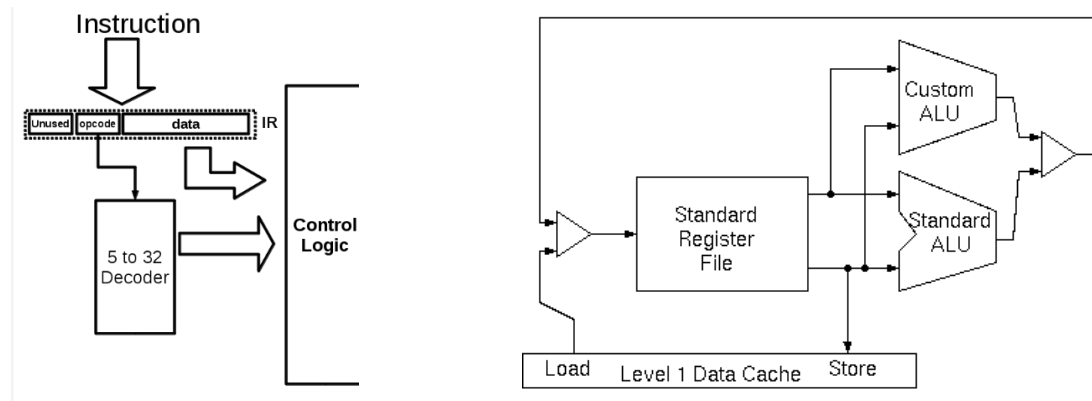 Instruction
Unused opcode data IR
5 to 32
Decoder
Control
Logic
Custom
ALU
Standard
Register
File
Standard
ALU
Load Level 1 Data Cache Store